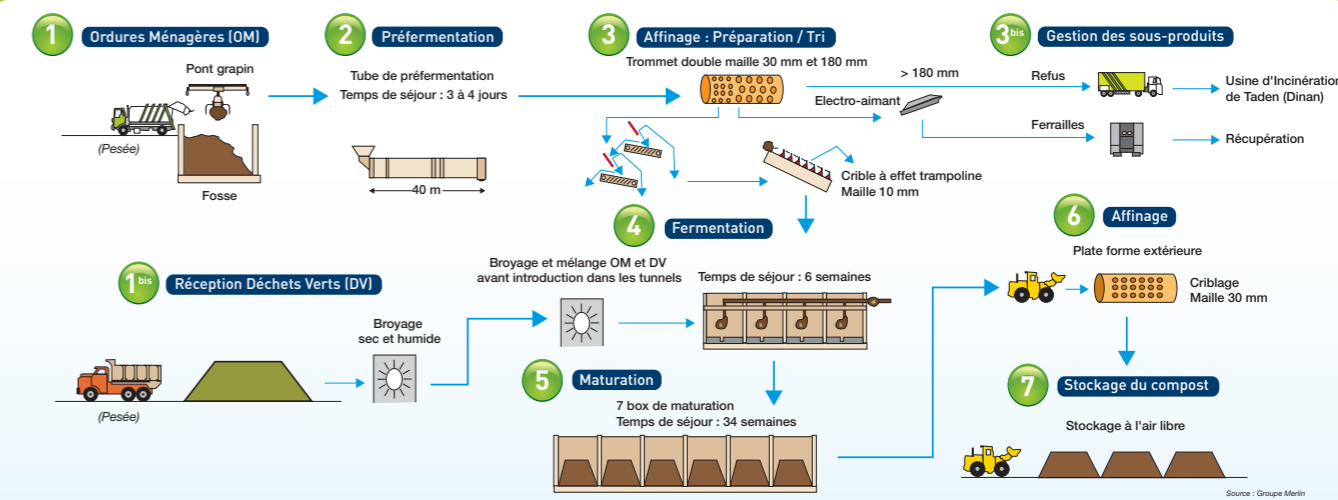 1 Ordures Ménagères (OM)
Pont grapin
(Pesée)
Fosse
2 Préfermentation
Tube de préfermentation
Temps de séjour : 3 à 4 jours
40 m
3 Affinage : Préparation / Tri
Trommet double maille 30 mm et 180 mm
> 180 mm
Electro-aimant
Crible à effet trampoline
Maille 10 mm
3bis Gestion des sous-produits
Refus
Usine d'Incinération
de Taden (Dinan)
Ferrailles
Récupération
1bis Réception Déchets Verts (DV)
(Pesée)
Broyage
sec et humide
4 Fermentation
Broyage et mélange OM et DV
avant introduction dans les tunnels
Temps de séjour : 6 semaines
5 Maturation
7 box de maturation
Temps de séjour : 34 semaines
6 Affinage
Plate forme extérieure
Criblage
Maille 30 mm
7 Stockage du compost
Stockage à l'air libre
Source : Groupe Merlin